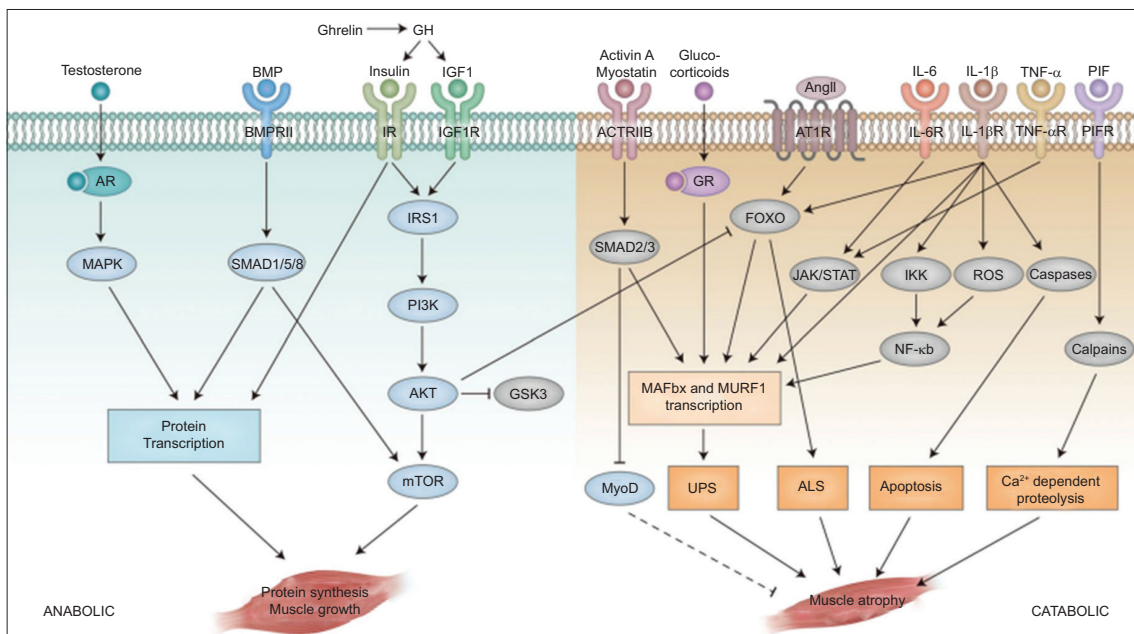 Ghrelin
GH
Testosterone
BMP
Insulin
IGF1
Activin A
Myostatin
Gluco-
corticoids
AngII
IL-6
IL-1β
TNF-α
PIF
BMPRII
IR
IGF1R
ACTRIIB
AT1R
IL-6R
IL-1βR
TNF-αR
PIFR
AR
GR
IRS1
FOXO
MAPK
SMAD1/5/8
SMAD2/3
JAK/STAT
IKK
ROS
Caspases
PI3K
NF-κb
Calpains
AKT
GSK3
MAFbx and MURF1
transcription
Protein
Transcription
mTOR
MyoD
UPS
ALS
Apoptosis
Ca²⁺ dependent
proteolysis
Protein synthesis
Muscle growth
Muscle atrophy
ANABOLIC
CATABOLIC